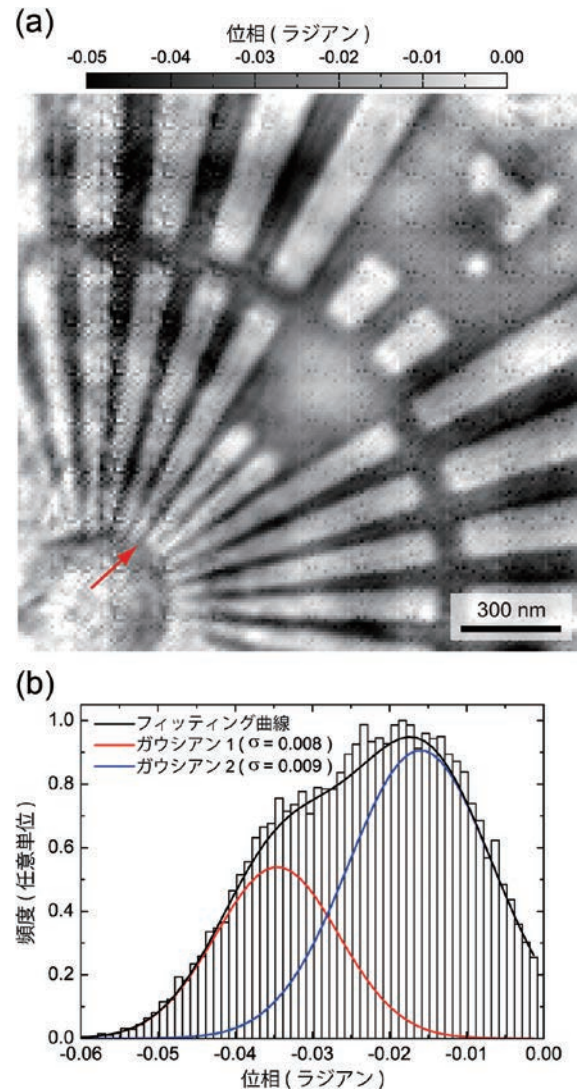 (a)
位相 ( ラジアン )
-0.05 -0.04 -0.03 -0.02 -0.01 0.00
300 nm
(b)
1.0
0.8
0.6
0.4
0.2
0.0
頻度 ( 任意単位 )
フィッティング曲線
ガウシアン 1 ( σ = 0.008 )
ガウシアン 2 ( σ = 0.009 )
-0.06 -0.05 -0.04 -0.03 -0.02 -0.01 0.00
位相 ( ラジアン )